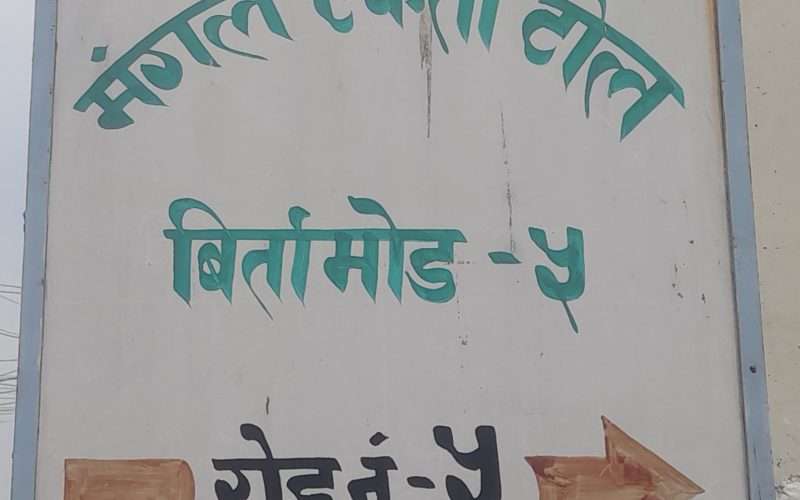 मंगल एकता टोल
बिर्तामोड - ५
रोड नं - ५